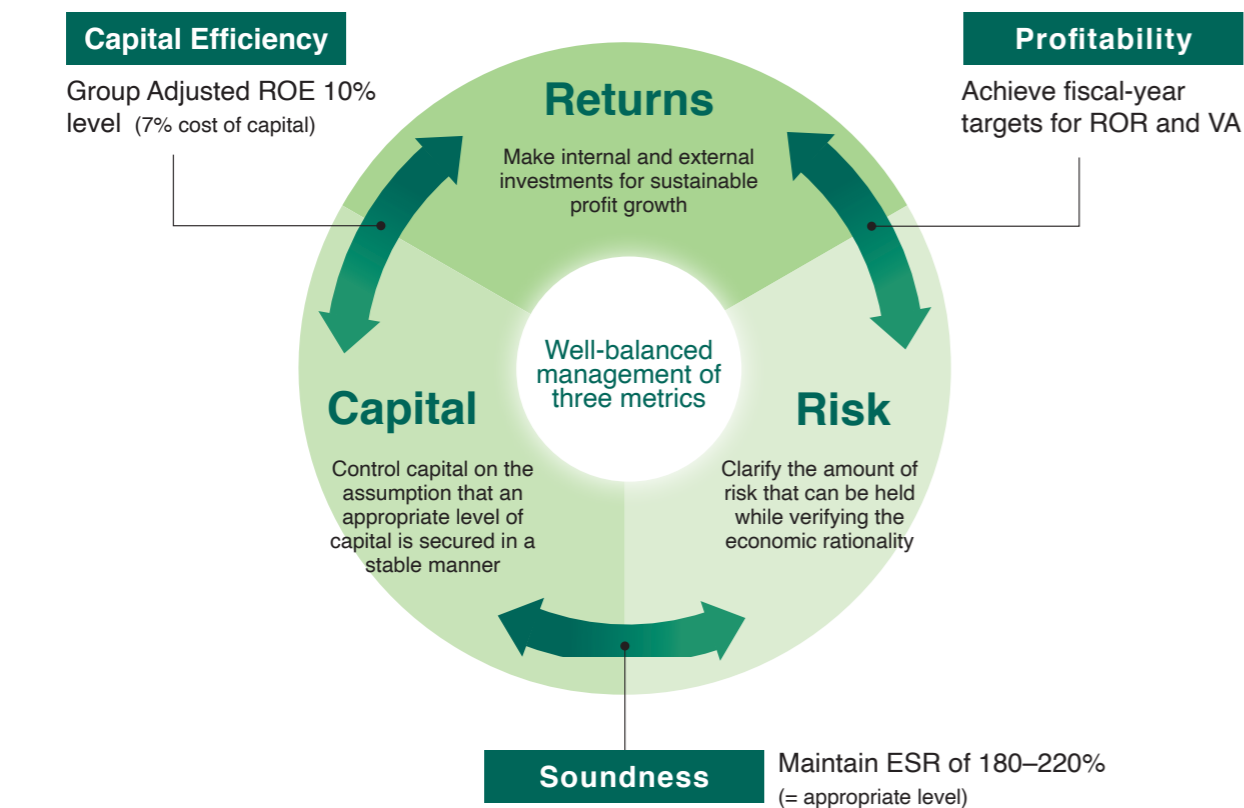 Capital Efficiency
Group Adjusted ROE 10%
level (7% cost of capital)
Profitability
Achieve fiscal-year
targets for ROR and VA
Returns
Make internal and external
investments for sustainable
profit growth
Well-balanced
management of
three metrics
Capital
Control capital on the
assumption that an
appropriate level of
capital is secured in a
stable manner
Risk
Clarify the amount of
risk that can be held
while verifying the
economic rationality
Soundness
Maintain ESR of 180–220%
(= appropriate level)